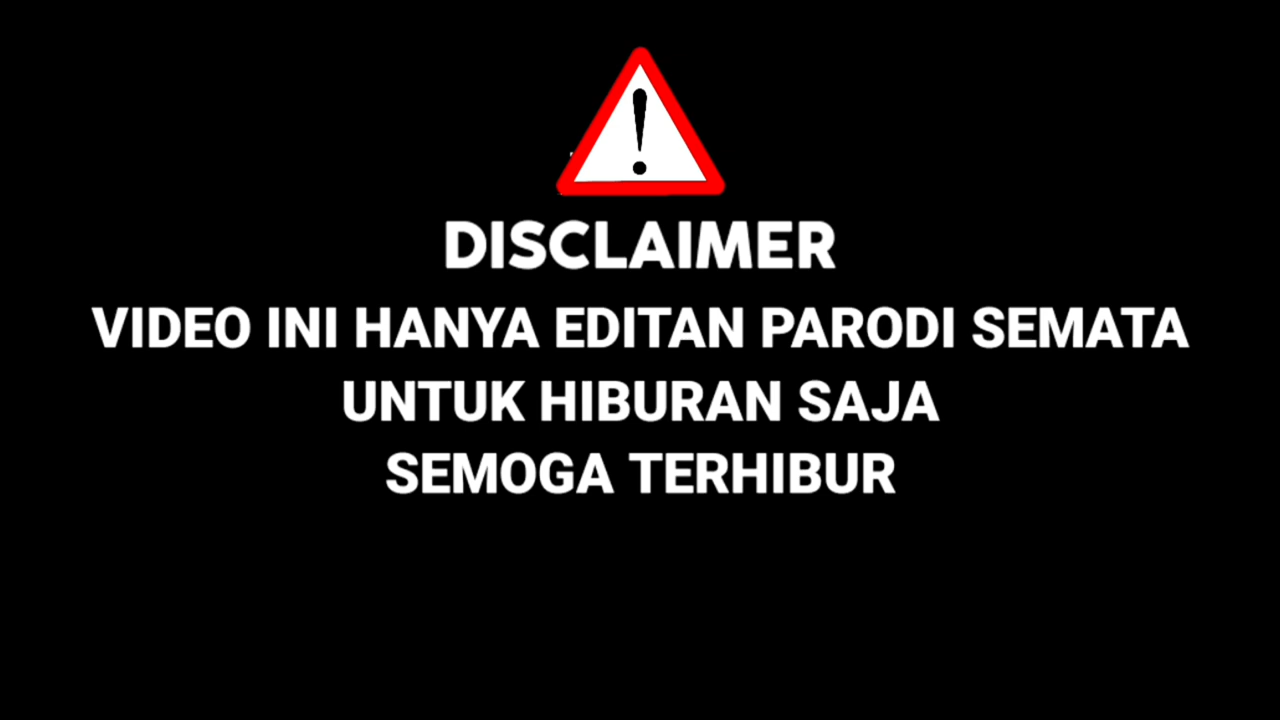 DISCLAIMER
VIDEO INI HANYA EDITAN PARODI SEMATA
UNTUK HIBURAN SAJA
SEMOGA TERHIBUR